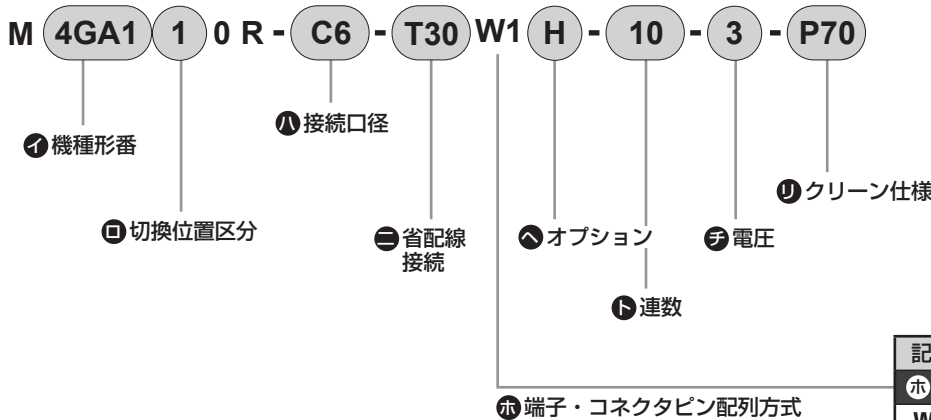 M 4GA1 1 0 R - C6 - T30 W1 H - 10 - 3 - P70
イ 機種形番
ロ 切換位置区分
ハ 接続口径
ニ 省配線
接続
ホ 端子・コネクタピン配列方式
ヘ オプション
ト 連数
チ 電圧
リ クリーン仕様
記
ホ
W